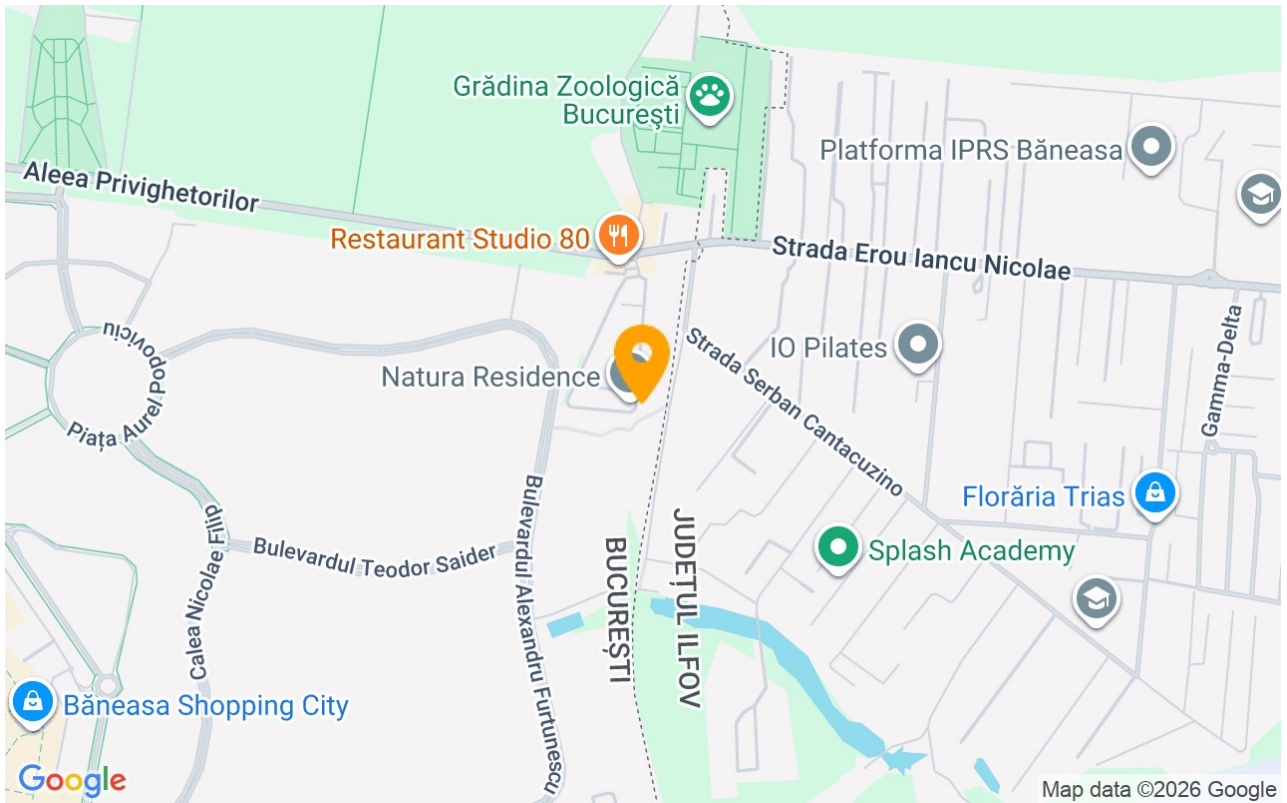 Grădina Zoologică
Bucureşti
Platforma IPRS Băneasa
Aleea Privighetorilor
Restaurant Studio 80
Strada Erou Iancu Nicolae
Piața Aurel Popoviciu
Natura Residence
Strada Serban Cantacuzino
IO Pilates
Gamma-Delta
Calea Nicolae Filip
Bulevardul Teodor Saider
Bulevardul Alexandru Furtunescu
BUCUREȘTI
JUDEȚUL ILFOV
Florăria Trias
Splash Academy
Băneasa Shopping City
Google
Map data ©2026 Google